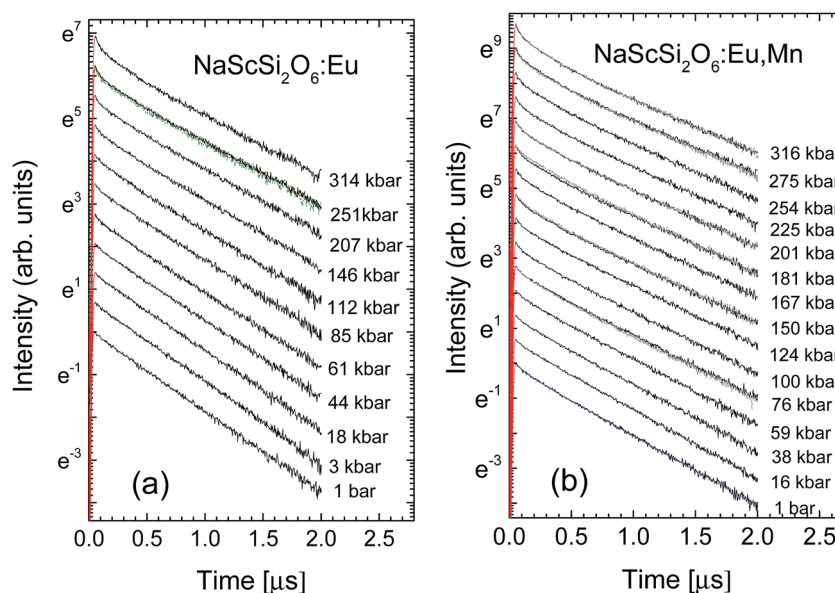 NaScSi₂O₆:Eu
e⁷
e⁵
e³
e¹
e⁻¹
e⁻³
Intensity (arb. units)
314 kbar
251kbar
207 kbar
146 kbar
112 kbar
85 kbar
61 kbar
44 kbar
18 kbar
3 kbar
1 bar
(a)
0.0 0.5 1.0 1.5 2.0 2.5
Time [μs]
NaScSi₂O₆:Eu,Mn
e⁹
e⁷
e⁵
e³
e¹
e⁻¹
e⁻³
Intensity (arb. units)
316 kba
275 kba
254 kba
225 kba
201 kba
181 kba
167 kba
150 kba
124 kba
100 kba
76 kbar
59 kbar
38 kbar
16 kbar
1 bar
(b)
0.0 0.5 1.0 1.5 2.0 2.5
Time [μs]